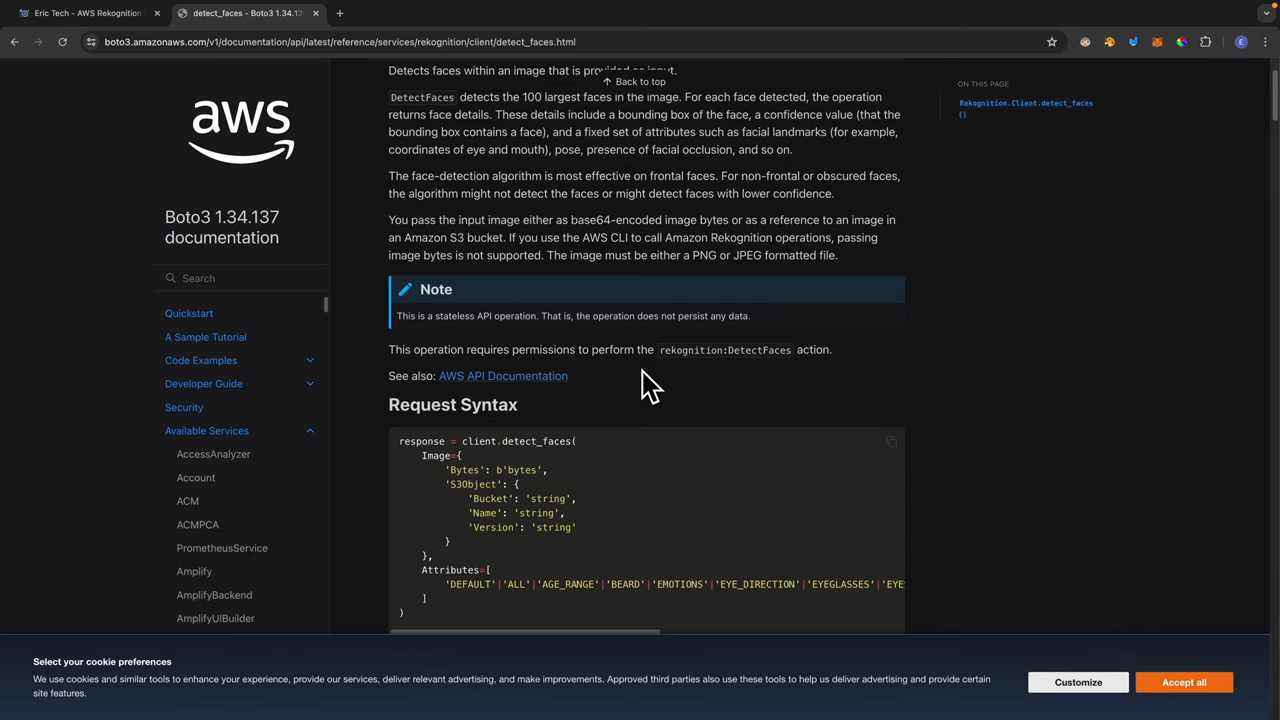 Eric Tech - AWS Rekognition
detect_faces - Boto3 1.34.13
boto3.amazonaws.com/v1/documentation/api/latest/reference/services/rekognition/client/detect_faces.html
E
aws
Boto3 1.34.137
documentation
Search
Quickstart
A Sample Tutorial
Code Examples
Developer Guide
Security
Available Services
AccessAnalyzer
Account
ACM
ACMPCA
PrometheusService
Amplify
AmplifyBackend
AmplifyUIBuilder
Detects faces within an image that is provided as input.
Back to top
DetectFaces detects the 100 largest faces in the image. For each face detected, the operation
returns face details. These details include a bounding box of the face, a confidence value (that the
bounding box contains a face), and a fixed set of attributes such as facial landmarks (for example,
coordinates of eye and mouth), pose, presence of facial occlusion, and so on.
The face-detection algorithm is most effective on frontal faces. For non-frontal or obscured faces,
the algorithm might not detect the faces or might detect faces with lower confidence.
You pass the input image either as base64-encoded image bytes or as a reference to an image in
an Amazon S3 bucket. If you use the AWS CLI to call Amazon Rekognition operations, passing
image bytes is not supported. The image must be either a PNG or JPEG formatted file.
Note
This is a stateless API operation. That is, the operation does not persist any data.
This operation requires permissions to perform the rekognition:DetectFaces action.
See also: AWS API Documentation
Request Syntax
response = client.detect_faces(
Image={
'Bytes': b'bytes',
'S3Object': {
'Bucket': 'string',
'Name': 'string',
'Version': 'string'
}
},
Attributes=[
'DEFAULT'|'ALL'|'AGE_RANGE'|'BEARD'|'EMOTIONS'|'EYE_DIRECTION'|'EYEGLASSES'|'EYE
]
)
ON THIS PAGE
Rekognition.Client.detect_faces
()
Select your cookie preferences
We use cookies and similar tools to enhance your experience, provide our services, deliver relevant advertising, and make improvements. Approved third parties also use these tools to help us deliver advertising and provide certain
site features.
Customize
Accept all